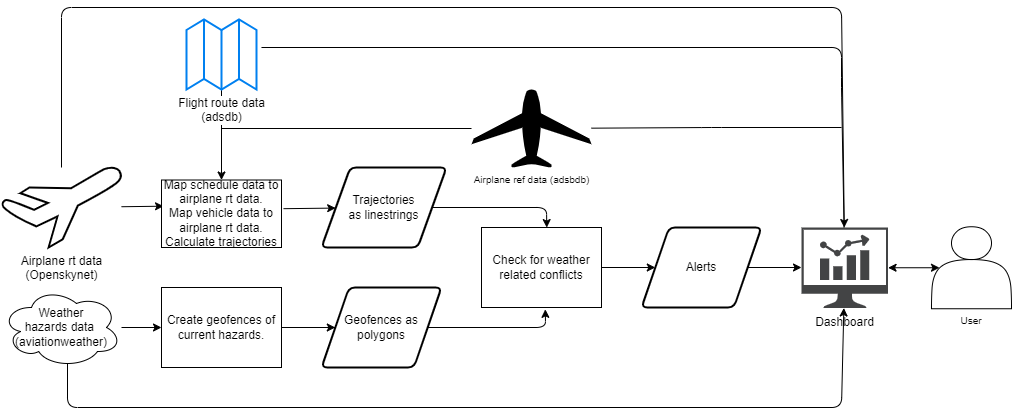 Flight route data
(adsdb)
Airplane ref data (adsbdb)
Map schedule data to
airplane rt data.
Map vehicle data to
airplane rt data.
Calculate trajectories
Trajectories
as linestrings
Airplane rt data
(Openskynet)
Check for weather
related conflicts
Alerts
Dashboard
User
Weather
hazards data
(aviationweather)
Create geofences of
current hazards.
Geofences as
polygons